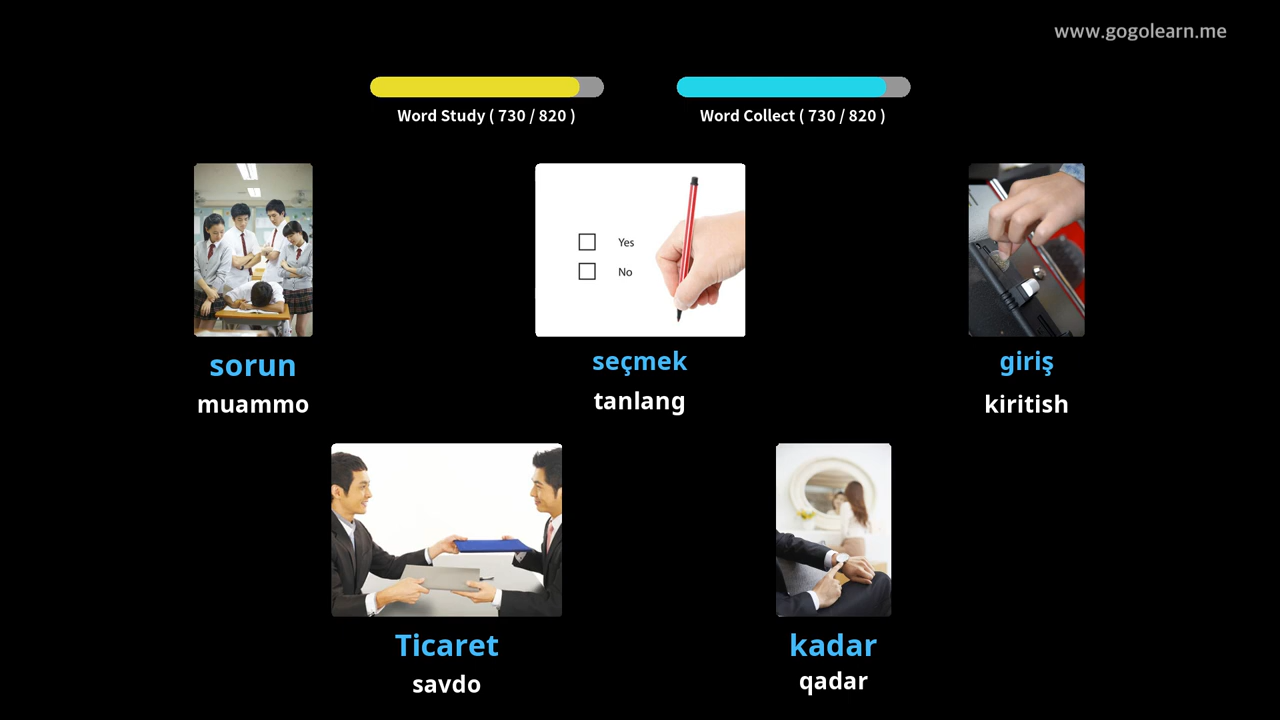 www.gogolearn.me
Word Study ( 730 / 820 )
Word Collect ( 730 / 820 )
Yes
No
sorun
muammo
seçmek
tanlang
giriş
kiritish
Ticaret
savdo
kadar
qadar